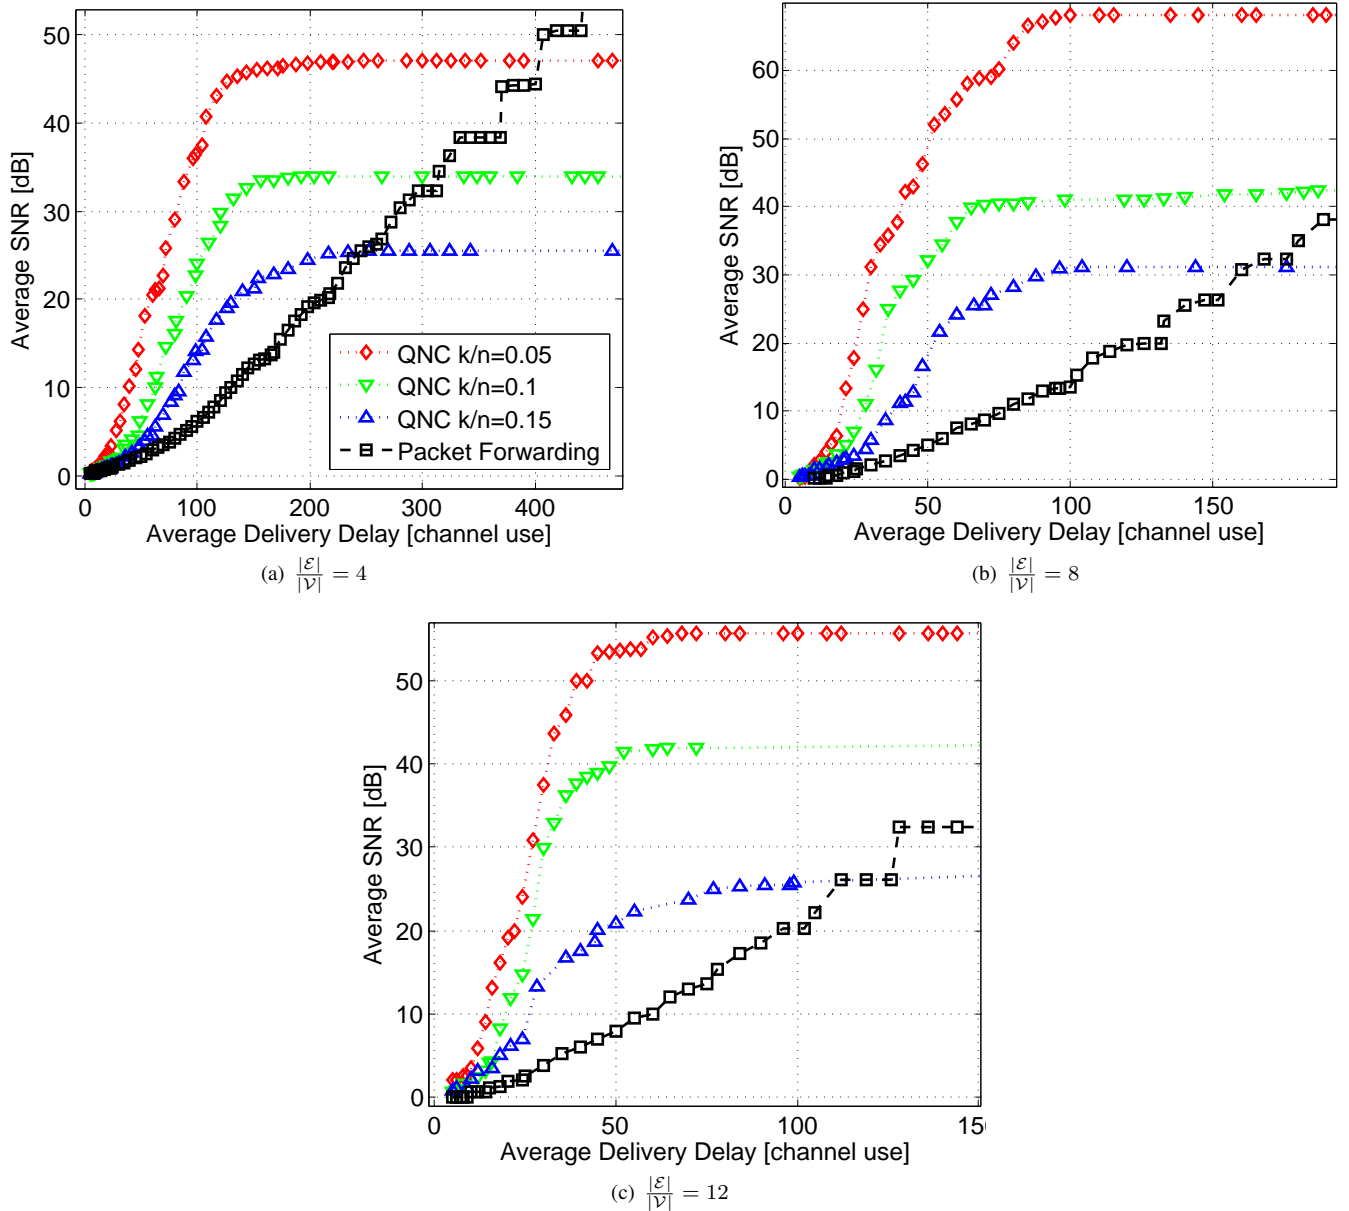 50
40
30
20
10
0
Average SNR [dB]
0 100 200 300 400
Average Delivery Delay [channel use]
QNC k/n=0.05
QNC k/n=0.1
QNC k/n=0.15
Packet Forwarding
(a) |ℰ|/|𝒱| = 4
60
50
40
30
20
10
0
Average SNR [dB]
0 50 100 150
Average Delivery Delay [channel use]
(b) |ℰ|/|𝒱| = 8
50
40
30
20
10
0
Average SNR [dB]
0 50 100 150
Average Delivery Delay [channel use]
(c) |ℰ|/|𝒱| = 12